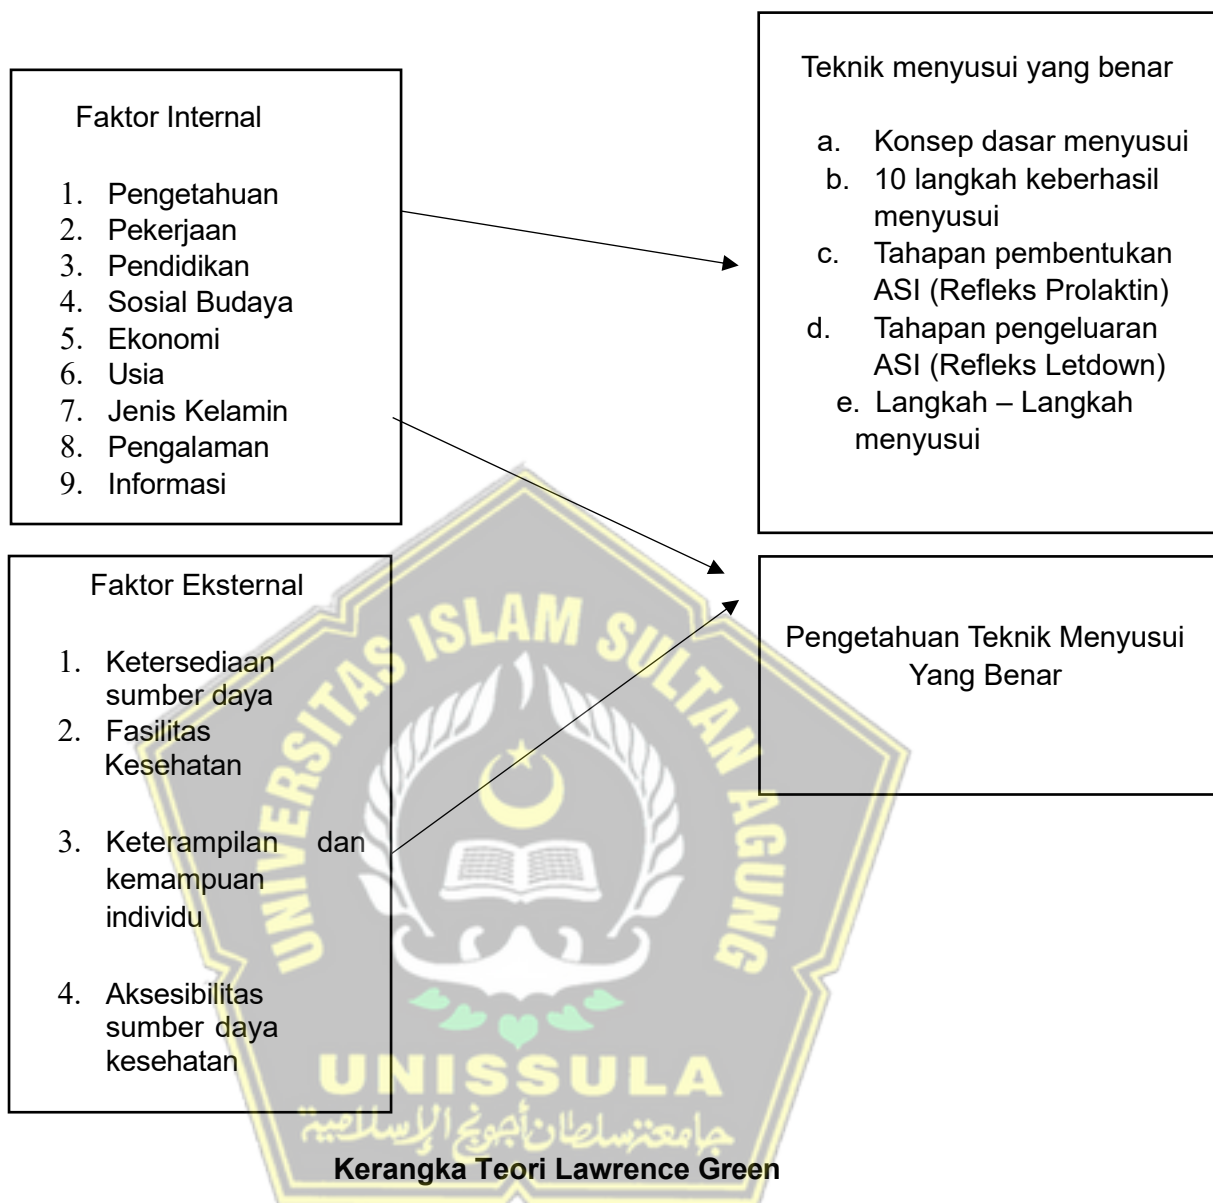 Faktor Internal
1. Pengetahuan
2. Pekerjaan
3. Pendidikan
4. Sosial Budaya
5. Ekonomi
6. Usia
7. Jenis Kelamin
8. Pengalaman
9. Informasi
Teknik menyusui yang benar
a. Konsep dasar menyusui
b. 10 langkah keberhasil
menyusui
c. Tahapan pembentukan
ASI (Refleks Prolaktin)
d. Tahapan pengeluaran
ASI (Refleks Letdown)
e. Langkah – Langkah
menyusui
Faktor Eksternal
1. Ketersediaan
sumber daya
2. Fasilitas
Kesehatan
3. Keterampilan dan
kemampuan
individu
4. Aksesibilitas
sumber daya
kesehatan
Pengetahuan Teknik Menyusui
Yang Benar
UNIVERSITAS ISLAM SULTAN AGUNG
UNISSULA
جامعتسلطان أجونج الإسلامية
Kerangka Teori Lawrence Green